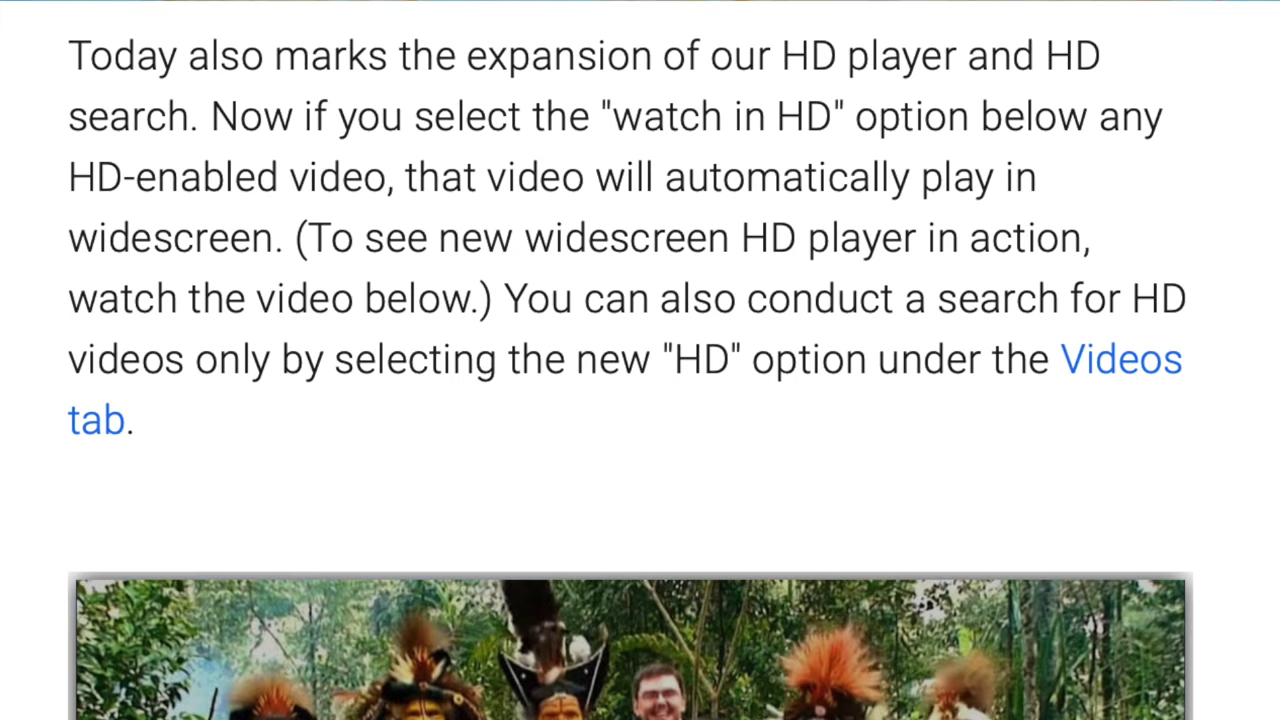 Today also marks the expansion of our HD player and HD
search. Now if you select the "watch in HD" option below any
HD-enabled video, that video will automatically play in
widescreen. (To see new widescreen HD player in action,
watch the video below.) You can also conduct a search for HD
videos only by selecting the new "HD" option under the Videos
tab.